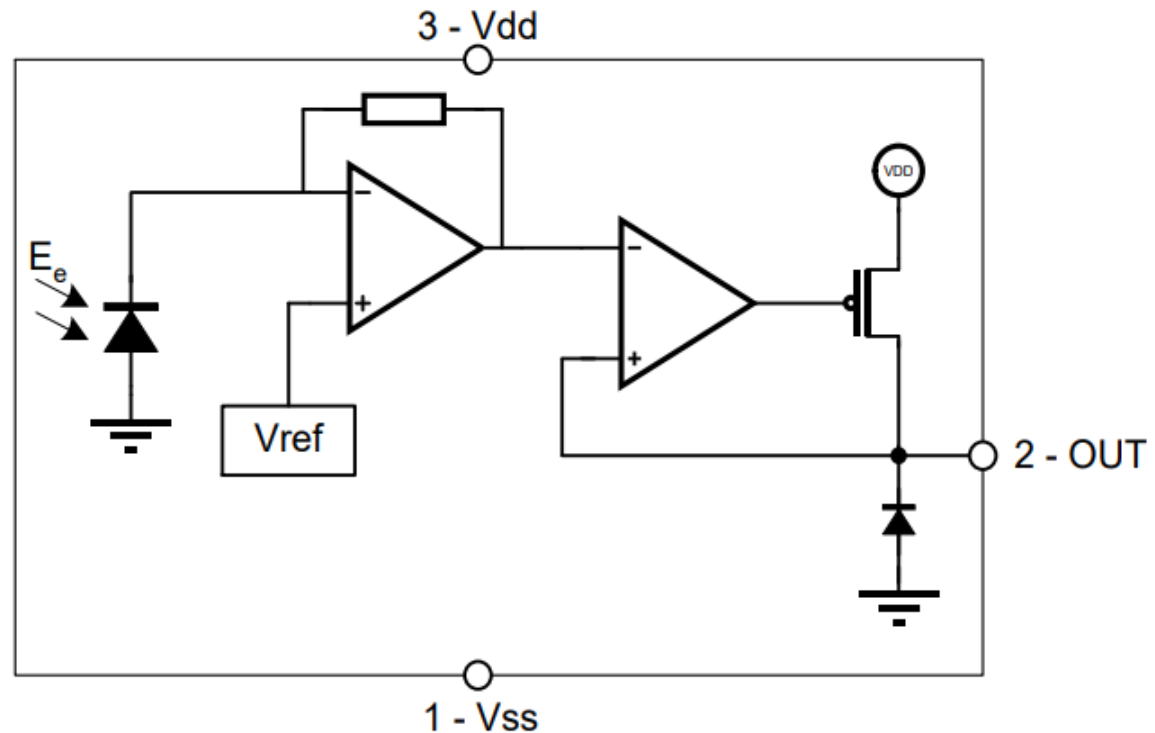 3 - Vdd
VDD
−
Ee
+
−
+
Vref
2 - OUT
1 - Vss